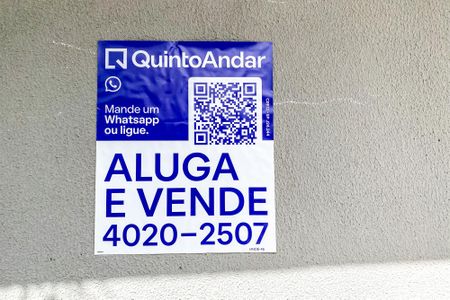 QuintoAndar
Mande um
Whatsapp
ou ligue.
ALUGA
E VENDE
4020-2507